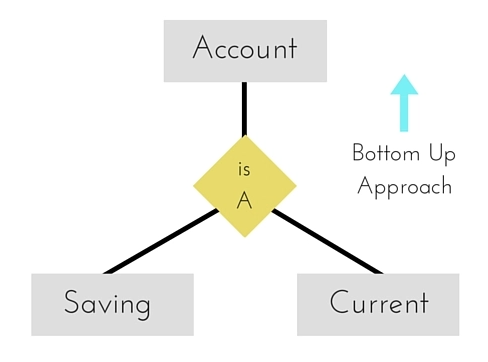 Account
Bottom Up
Approach
is
A
Saving
Current